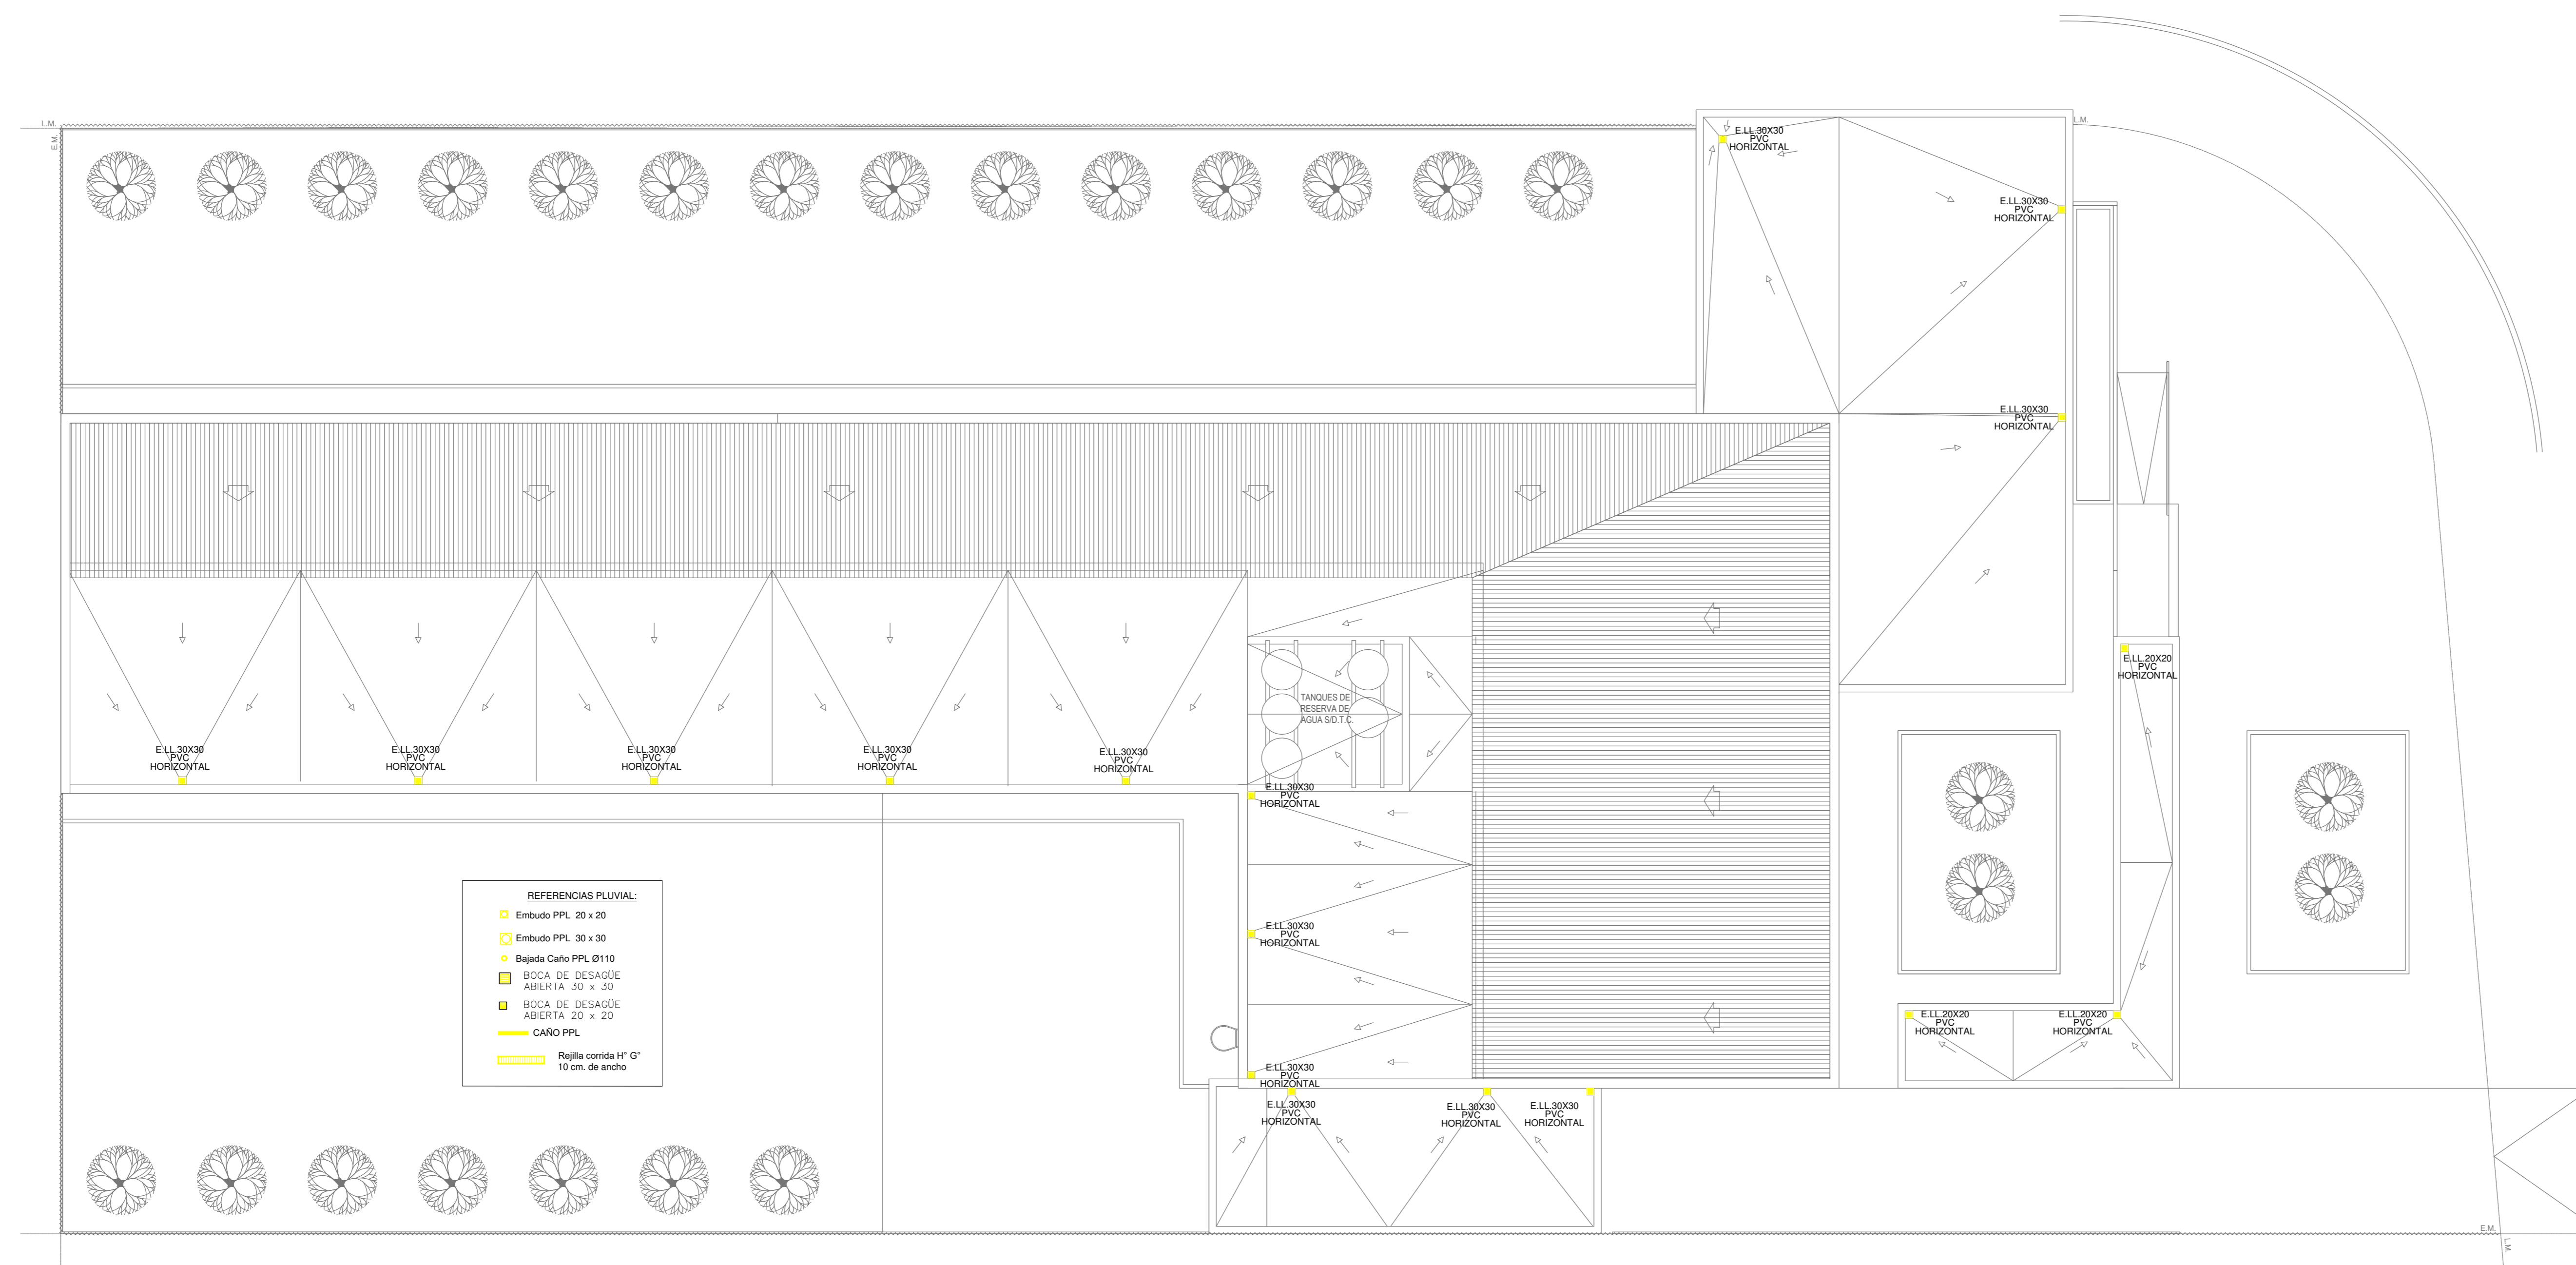 L.M.
E.M.
E.LL.30X30
PVC
HORIZONTAL
L.M.
E.LL.30X30
PVC
HORIZONTAL
E.LL.30X30
PVC
HORIZONTAL
E.LL.20X20
PVC
HORIZONTAL
TANQUES DE
RESERVA DE
AGUA S/D.T.C.
E.LL.30X30
PVC
HORIZONTAL
E.LL.30X30
PVC
HORIZONTAL
E.LL.30X30
PVC
HORIZONTAL
E.LL.30X30
PVC
HORIZONTAL
E.LL.30X30
PVC
HORIZONTAL
E.LL.30X30
PVC
HORIZONTAL
E.LL.30X30
PVC
HORIZONTAL
REFERENCIAS PLUVIAL:
Embudo PPL 20 x 20
Embudo PPL 30 x 30
Bajada Caño PPL Ø110
BOCA DE DESAGÜE
ABIERTA 30 x 30
BOCA DE DESAGÜE
ABIERTA 20 x 20
CAÑO PPL
Rejilla corrida H° G°
10 cm. de ancho
E.LL.20X20
PVC
HORIZONTAL
E.LL.20X20
PVC
HORIZONTAL
E.LL.30X30
PVC
HORIZONTAL
E.LL.30X30
PVC
HORIZONTAL
E.LL.30X30
PVC
HORIZONTAL
E.LL.30X30
PVC
HORIZONTAL
E.M.
L.M.